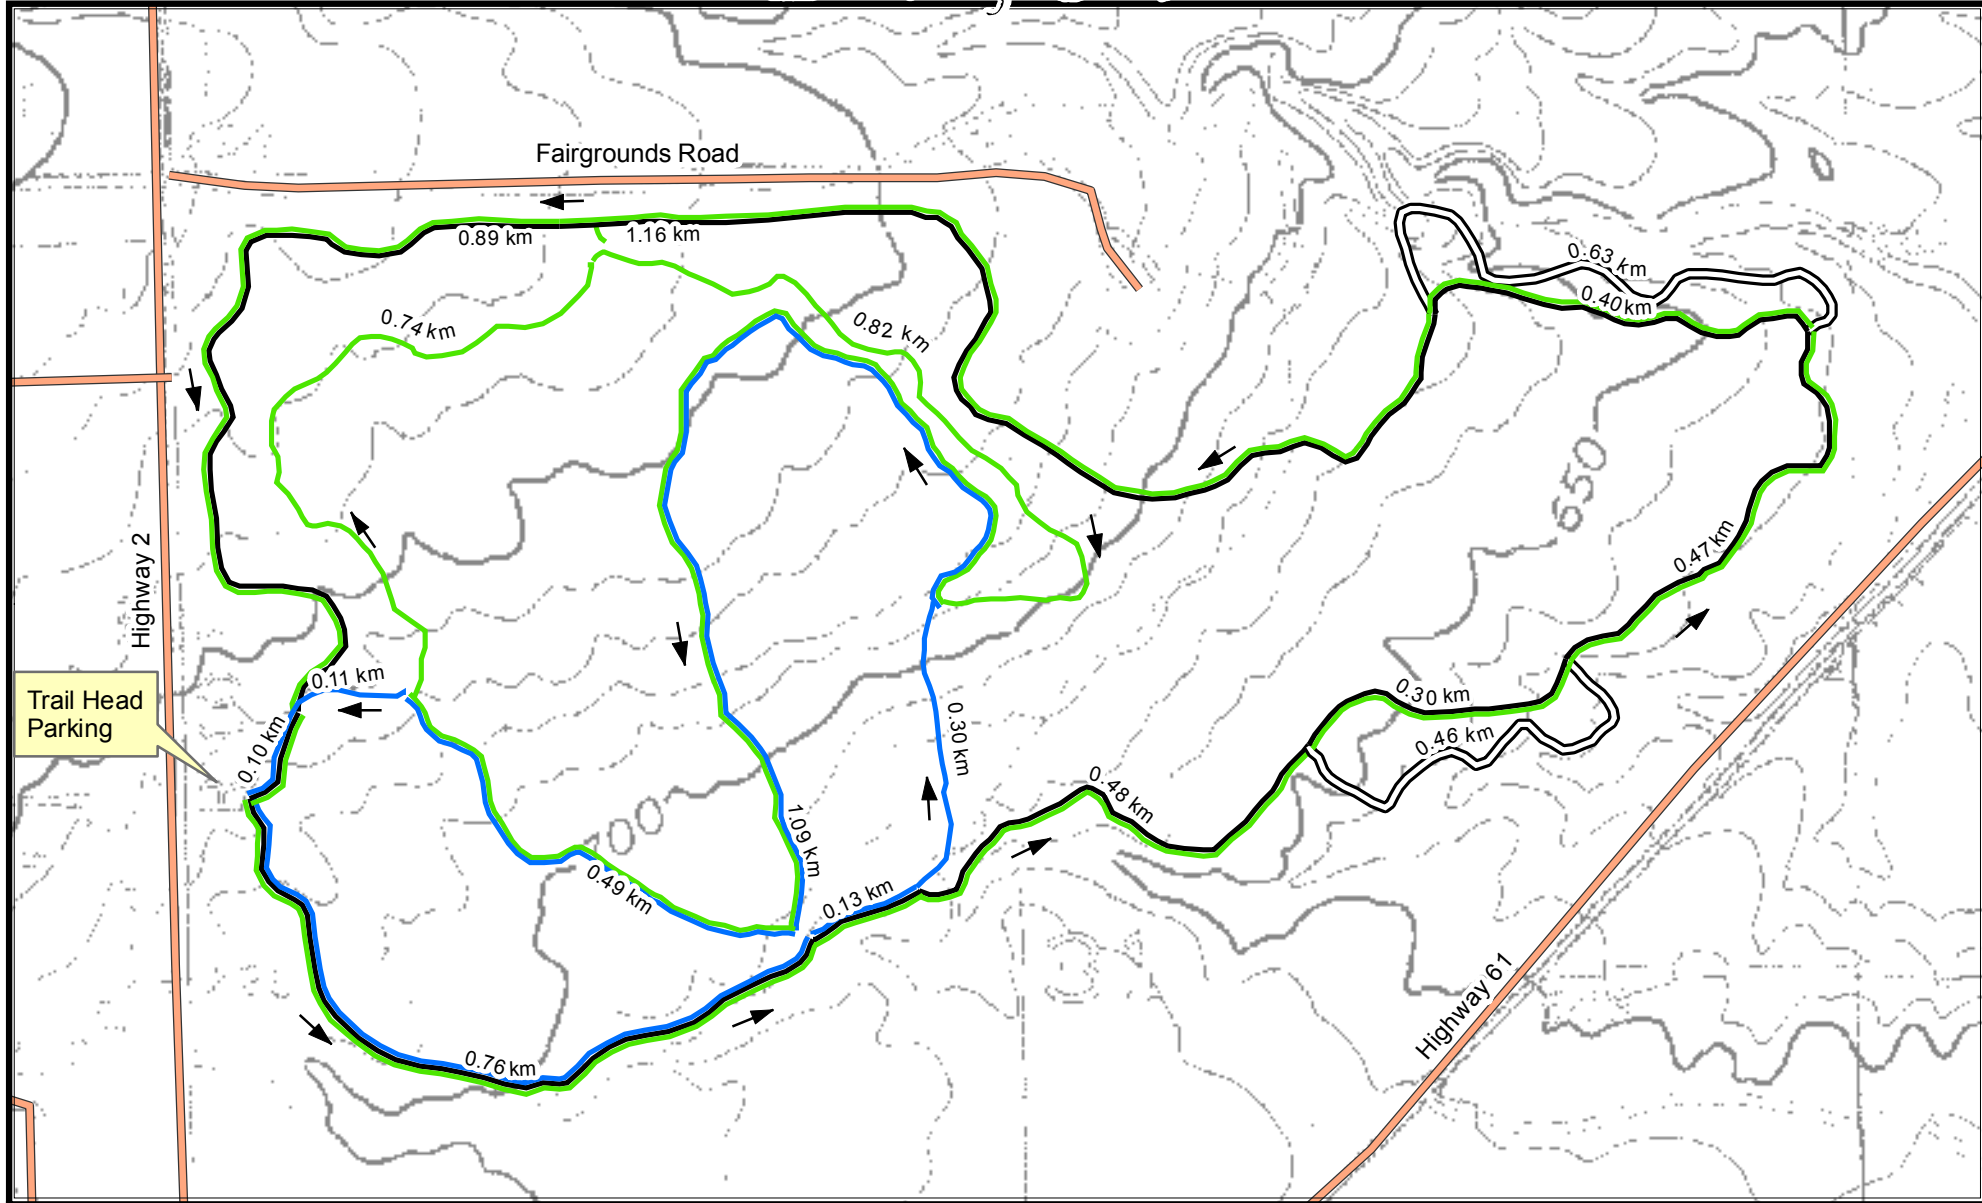 Fairgrounds Road
0.89 km
1.16 km
0.63 km
0.40 km
0.74 km
0.82 km
650
0.47 km
Highway 2
Trail Head
Parking
0.11 km
0.10 km
0.30 km
0.30 km
0.46 km
0.48 km
700
1.09 km
0.49 km
0.13 km
0.76 km
Highway 61